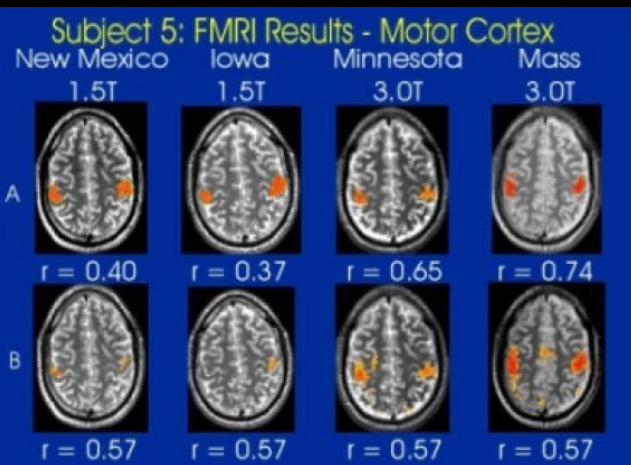 Subject 5: FMRI Results - Motor Cortex
New Mexico Iowa Minnesota Mass
1.5T 1.5T 3.0T 3.0T
A
r = 0.40 r = 0.37 r = 0.65 r = 0.74
B
r = 0.57 r = 0.57 r = 0.57 r = 0.57